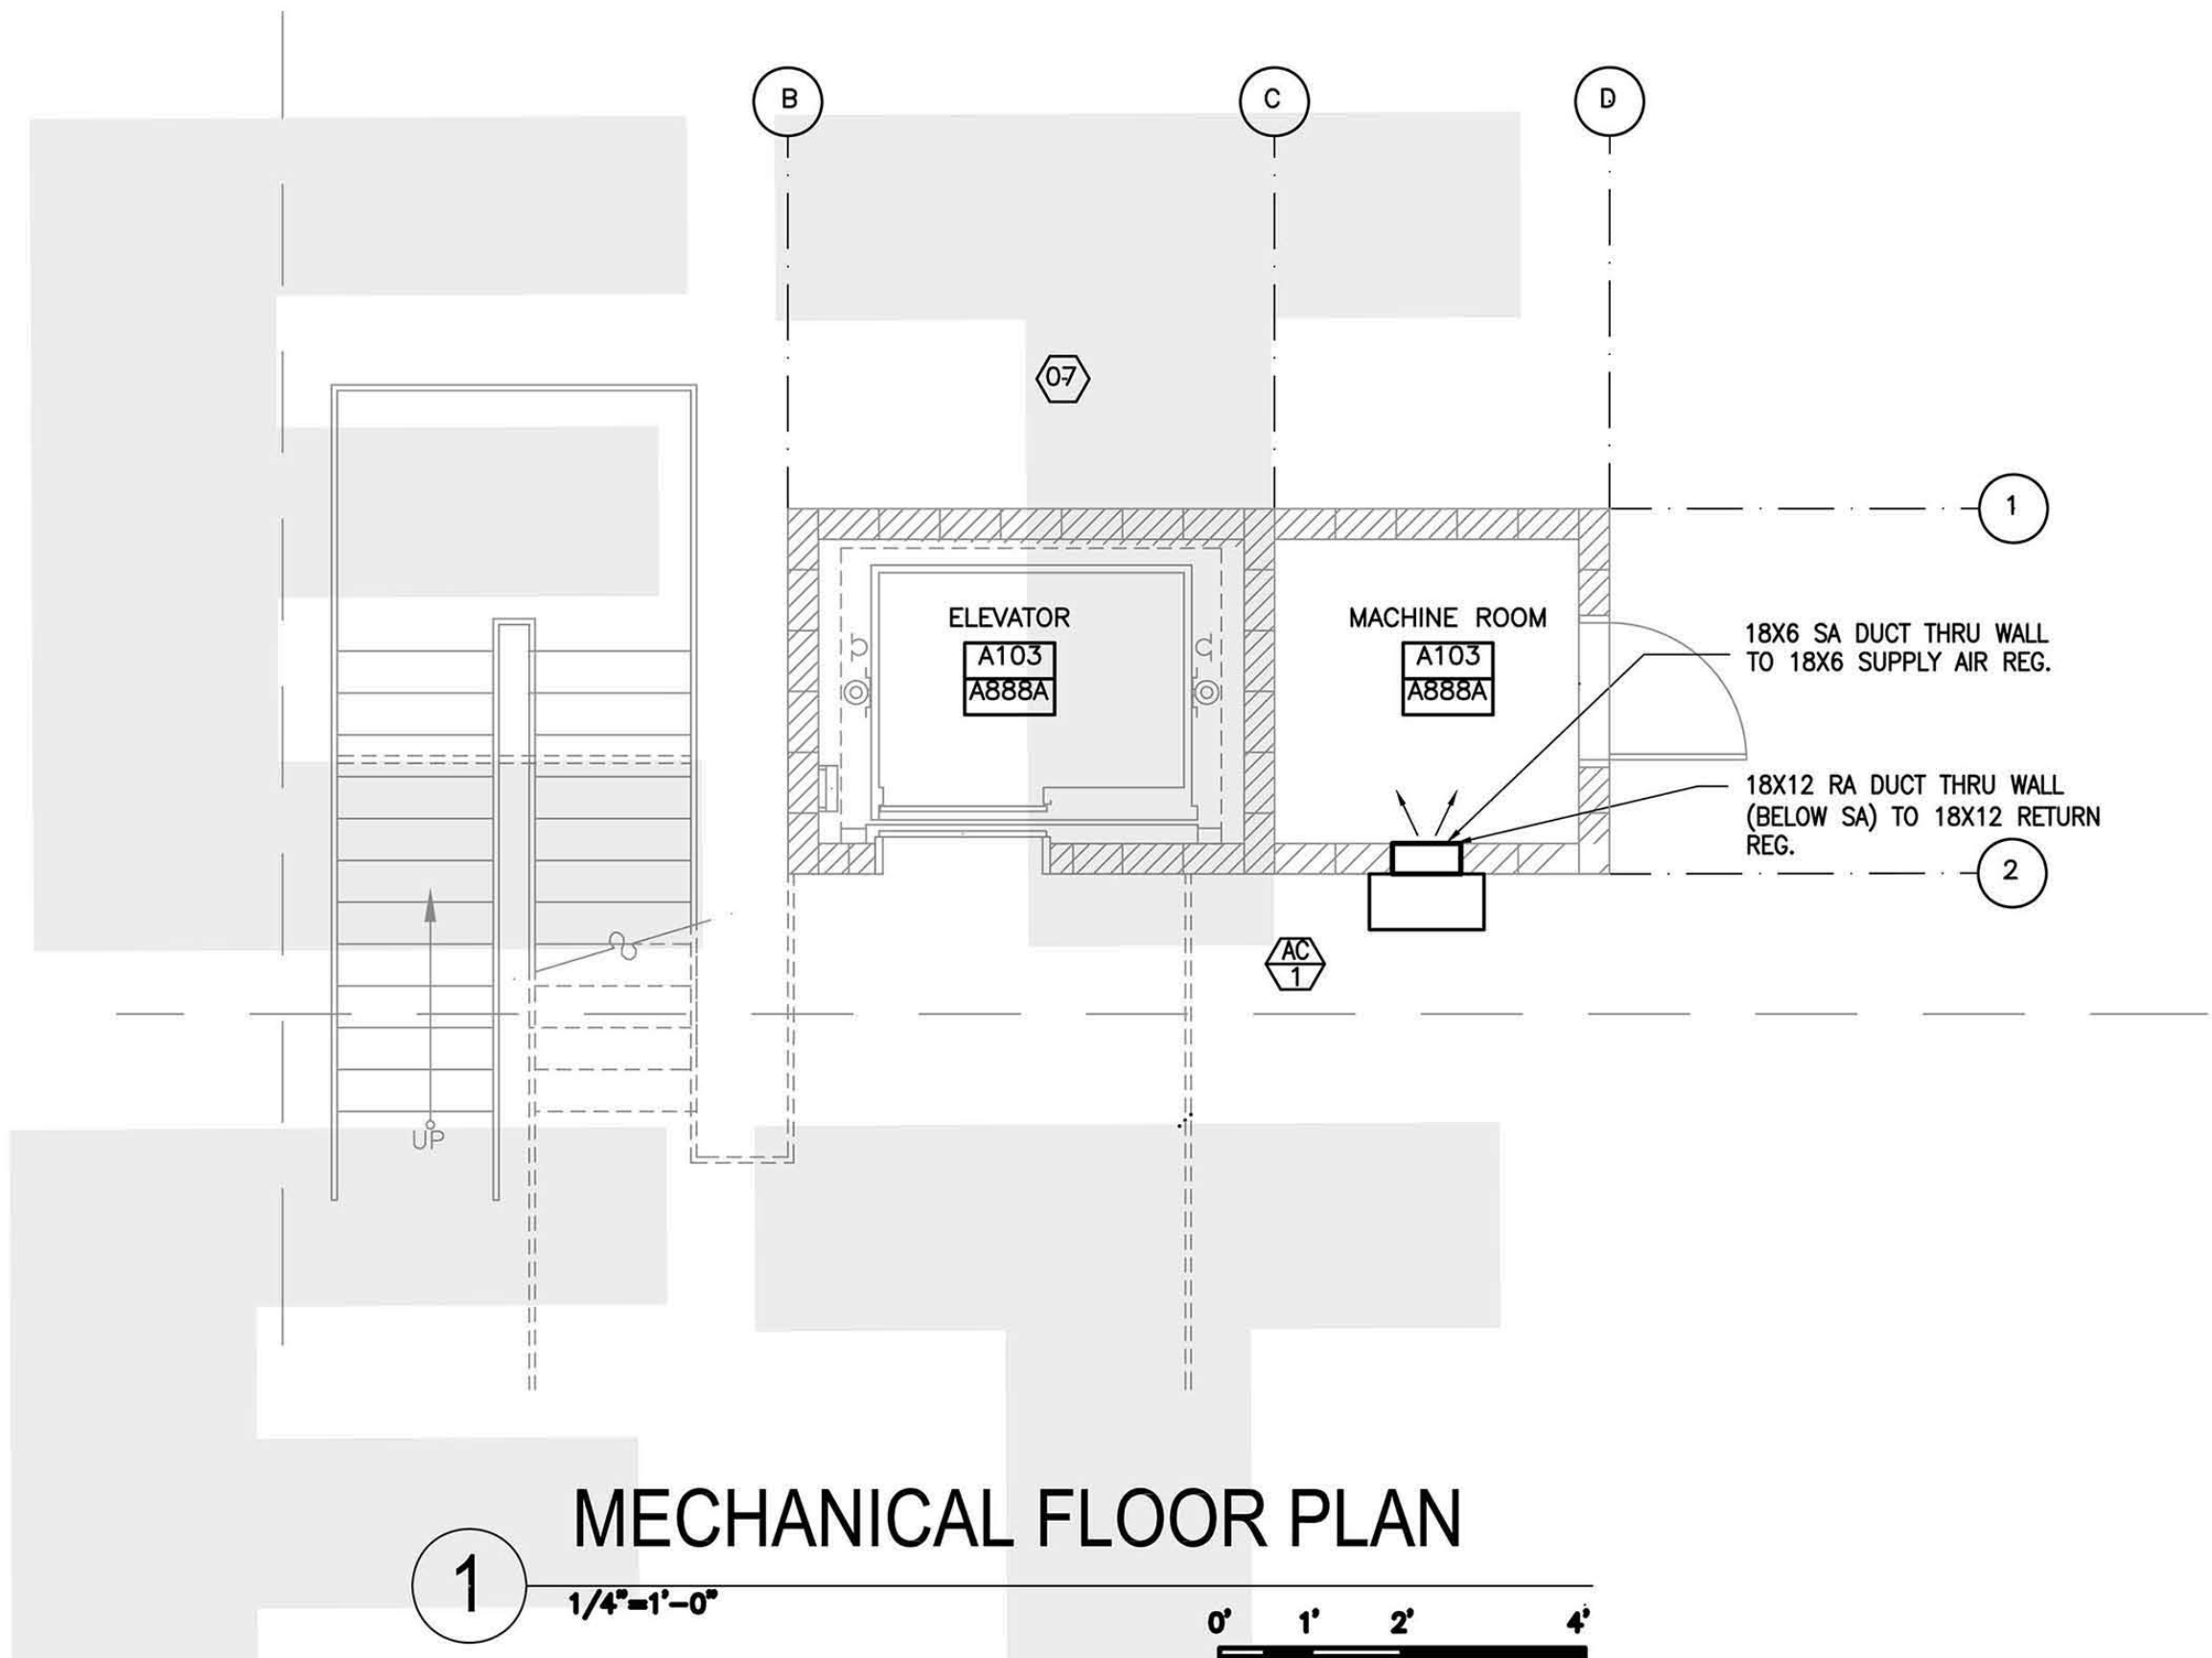 B
C
D
07
1
ELEVATOR
A103
A888A
MACHINE ROOM
A103
A888A
18X6 SA DUCT THRU WALL
TO 18X6 SUPPLY AIR REG.
18X12 RA DUCT THRU WALL
(BELOW SA) TO 18X12 RETURN
REG.
2
AC
1
UP
MECHANICAL FLOOR PLAN
1
1/4"=1'-0"
0' 1' 2' 4'